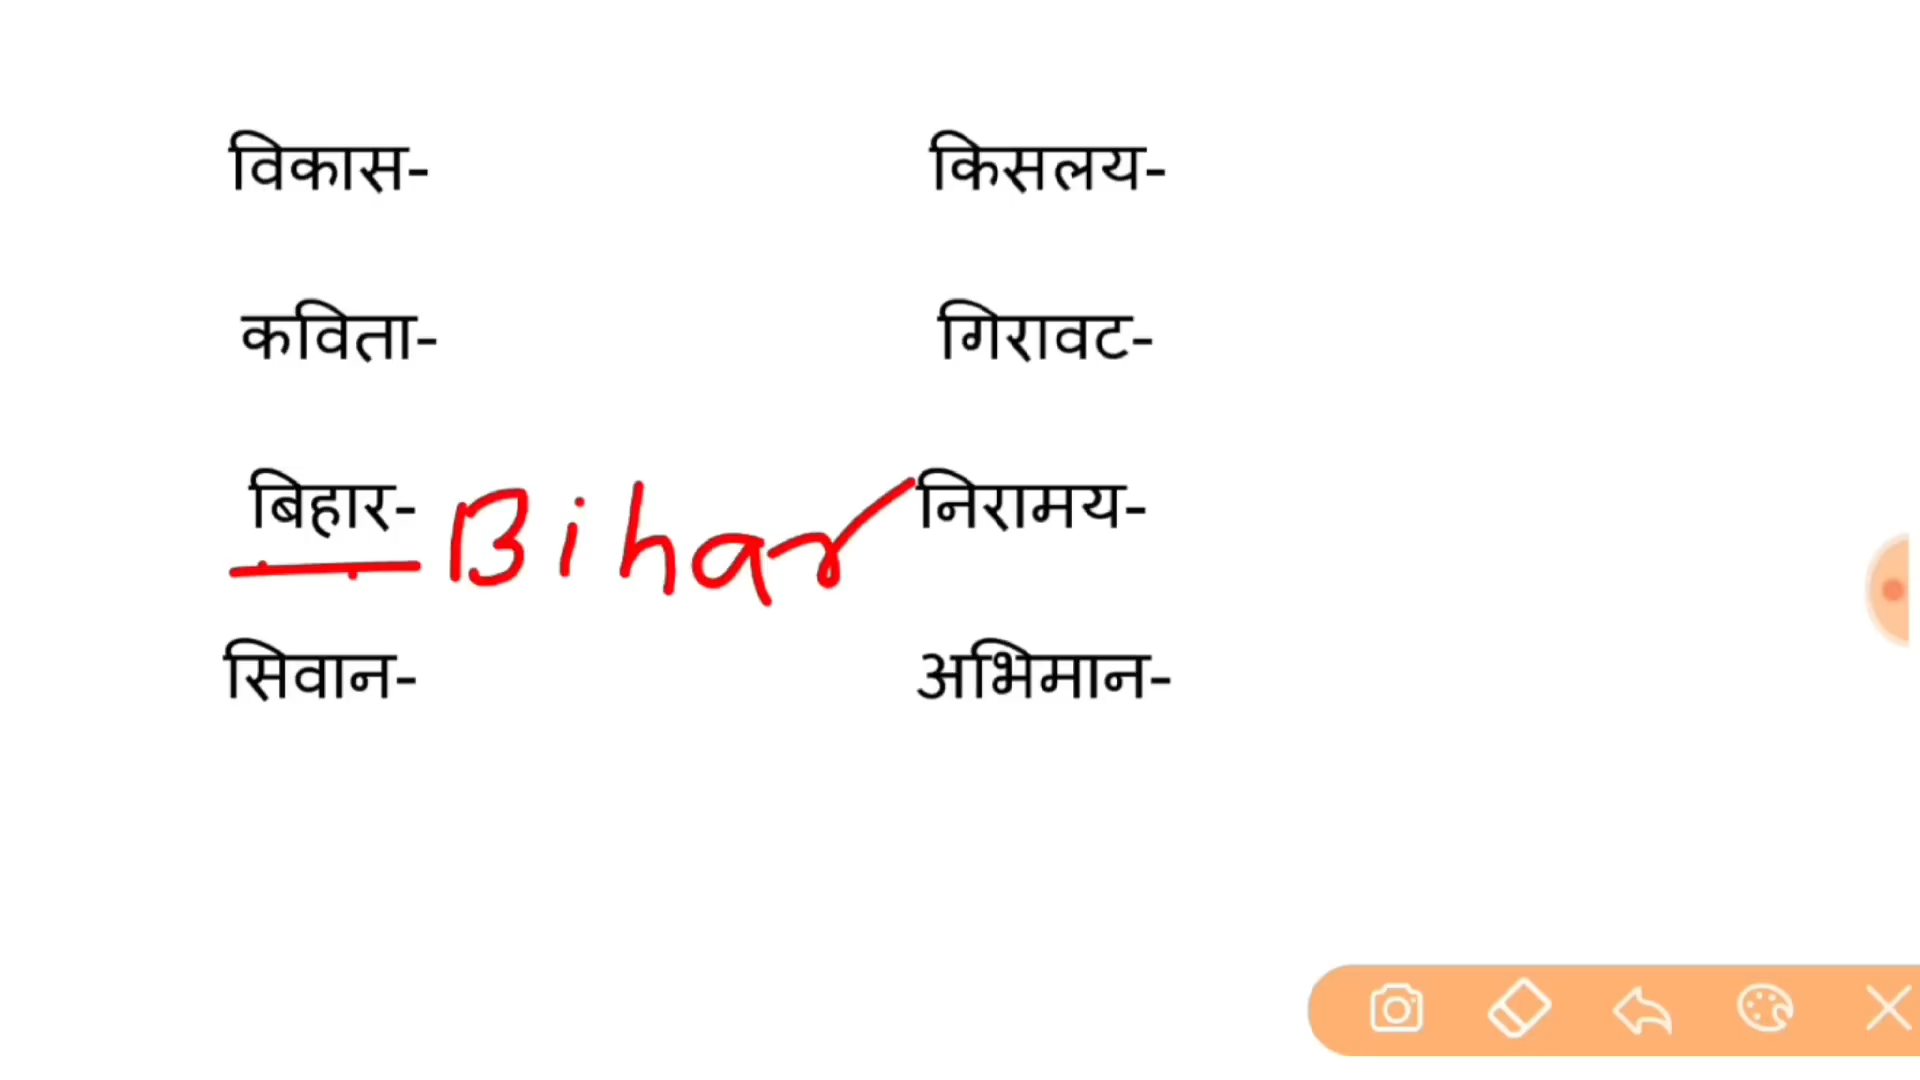 विकास- किसलय-
कविता- गिरावट-
बिहार- Bihar निरामय-
सिवान- अभिमान-